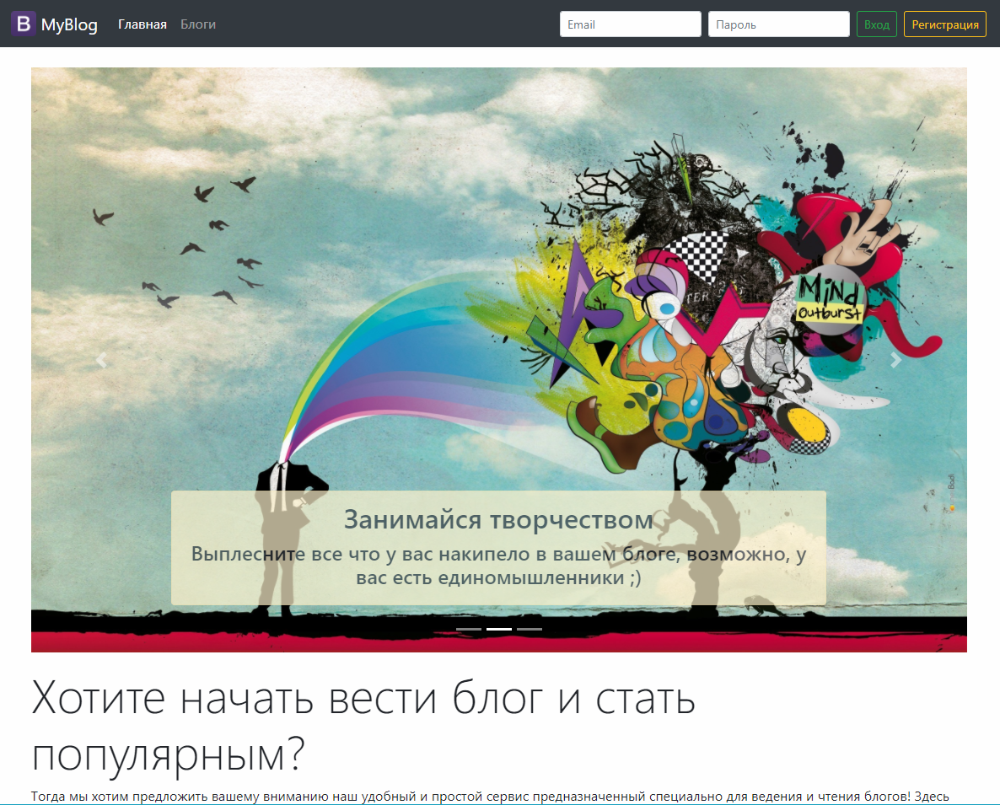 B MyBlog Главная Блоги Email Пароль Вход Регистрация
MiNd
Outburst
TER
Badi
Занимайся творчеством
Выплесните все что у вас накипело в вашем блоге, возможно, у
вас есть единомышленники ;)
Хотите начать вести блог и стать
популярным?
Тогда мы хотим предложить вашему вниманию наш удобный и простой сервис предназначенный специально для ведения и чтения блогов! Здесь